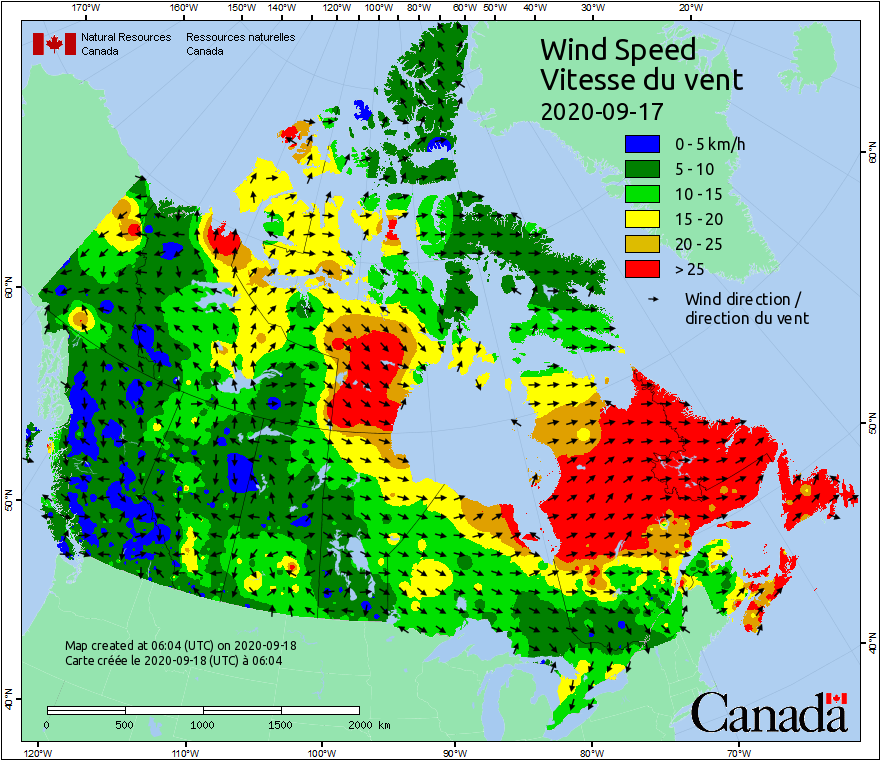 170°W 160°W 150°W 140°W 130°W 120°W 110°W 100°W 90°W 80°W 70°W 60°W 50°W 40°W 30°W 20°W
Natural Resources Ressources naturelles
Canada Canada
Wind Speed
Vitesse du vent
2020-09-17
0 - 5 km/h
5 - 10
10 - 15
15 - 20
20 - 25
> 25
Wind direction /
direction du vent
60°N
60°N
50°N
50°N
40°N
40°N
Map created at 06:04 (UTC) on 2020-09-18
Carte créée le 2020-09-18 (UTC) à 06:04
0 500 1000 1500 2000 km
Canada
120°W 110°W 100°W 90°W 80°W 70°W